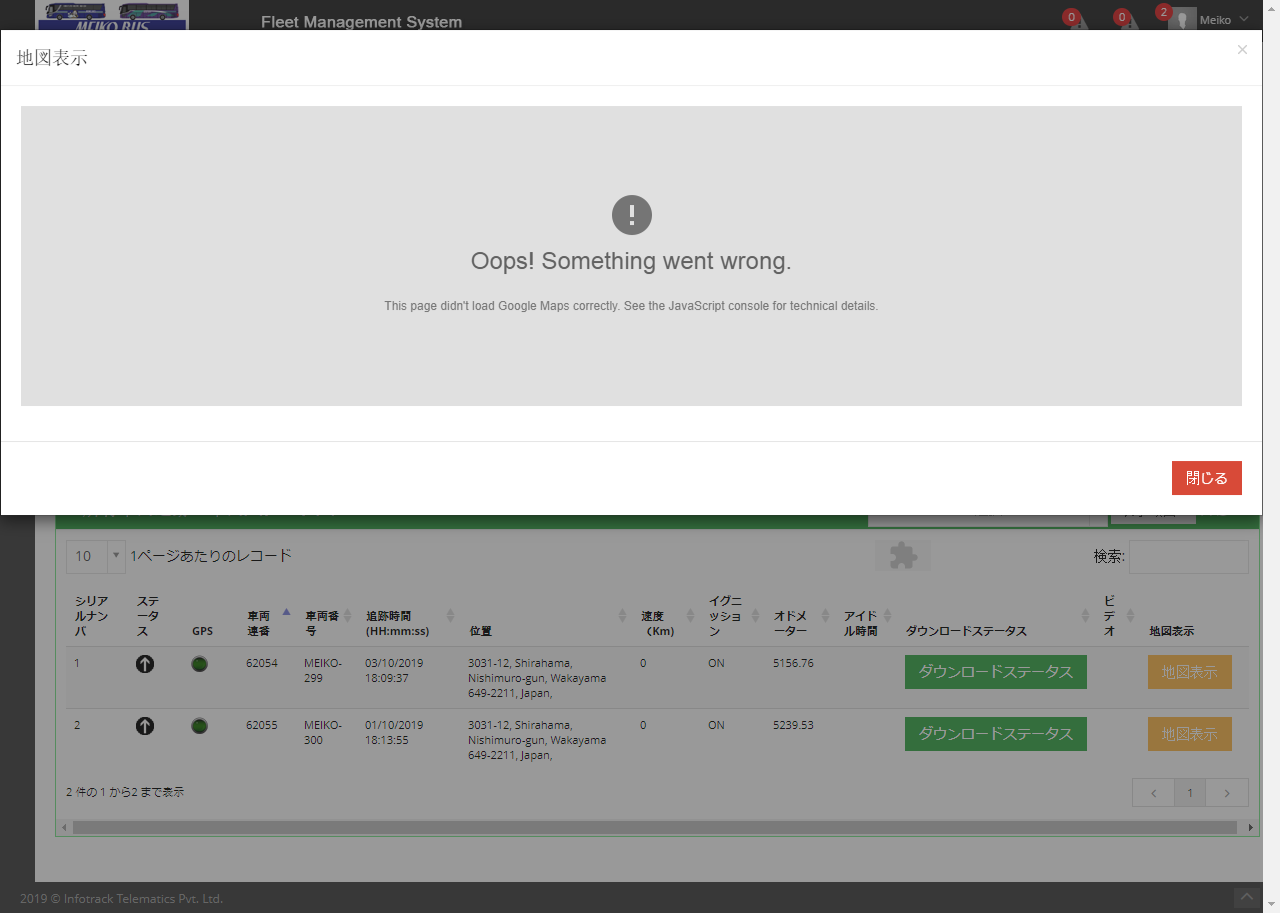 MEIKO BUS
Fleet Management System
0
0
2
Meiko
地図表示
×
Oops! Something went wrong.
This page didn't load Google Maps correctly. See the JavaScript console for technical details.
閉じる
10
1ページあたりのレコード
検索:
シリア
ルナン
バ
ステ
ータ
ス
GPS
車両
連番
車両番
号
追跡時間
(HH:mm:ss)
位置
速度
(Km)
イグニ
ッショ
ン
オドメ
ーター
アイド
ル時間
ダウンロードステータス
ビ
デ
オ
地図表示
1
62054
MEIKO-
299
03/10/2019
18:09:37
3031-12, Shirahama,
Nishimuro-gun, Wakayama
649-2211, Japan,
0
ON
5156.76
ダウンロードステータス
地図表示
2
62055
MEIKO-
300
01/10/2019
18:13:55
3031-12, Shirahama,
Nishimuro-gun, Wakayama
649-2211, Japan,
0
ON
5239.53
ダウンロードステータス
地図表示
2 件の 1 から2 まで表示
1
2019 © Infotrack Telematics Pvt. Ltd.